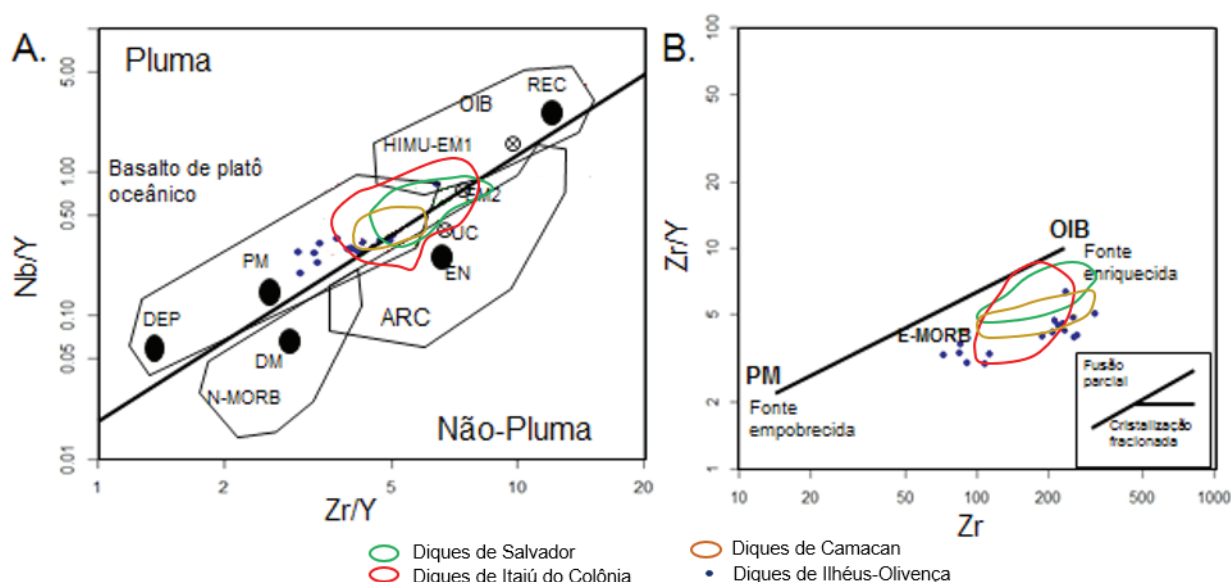 A.
Pluma
5.00
1.00
0.50
0.10
0.05
0.01
Nb/Y
REC
OIB
HIMU-EM1
Basalto de platô
oceânico
EM2
UC
EN
PM
DEP
ARC
DM
N-MORB
Não-Pluma
1
2
5
10
20
Zr/Y
B.
100
50
20
10
5
2
1
Zr/Y
OIB
Fonte
enriquecida
E-MORB
PM
Fonte
empobrecida
Fusão
parcial
Cristalização
fracionada
10
20
50
100
200
500
1000
Zr
Diques de Salvador
Diques de Camacan
Diques de Itajú do Colônia
Diques de Ilhéus-Olivença